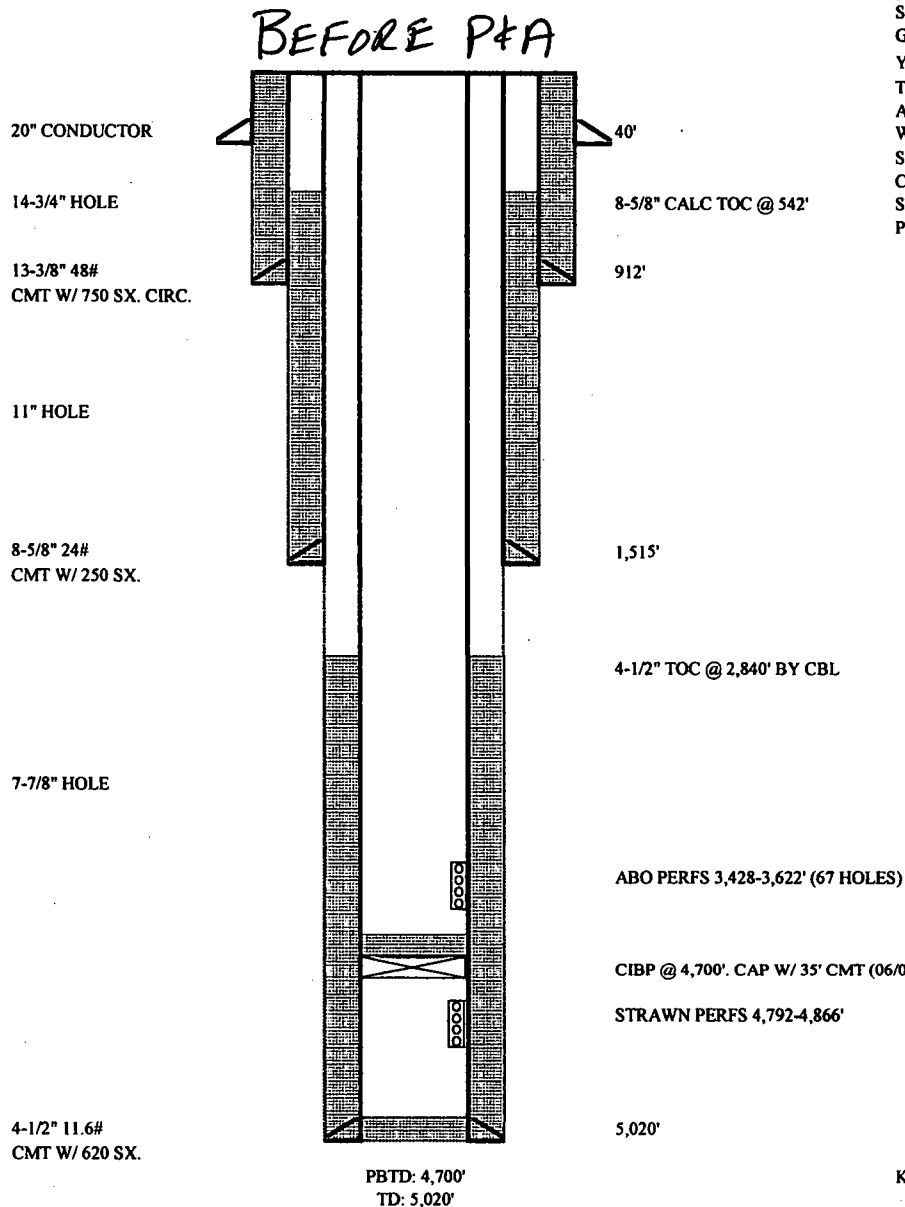 BEFORE P&A
20" CONDUCTOR
40'
14-3/4" HOLE
8-5/8" CALC TOC @ 542'
13-3/8" 48#
CMT W/ 750 SX. CIRC.
912'
11" HOLE
8-5/8" 24#
CMT W/ 250 SX.
1,515'
4-1/2" TOC @ 2,840' BY CBL
7-7/8" HOLE
ABO PERFS 3,428-3,622' (67 HOLES)
CIBP @ 4,700'. CAP W/ 35' CMT (06/0
STRAWN PERFS 4,792-4,866'
4-1/2" 11.6#
CMT W/ 620 SX.
5,020'
PBTD: 4,700'
TD: 5,020'
S
G
Y
T
A
W
S
C
S
P
K